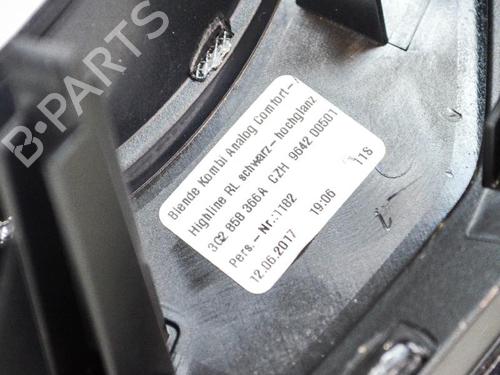 B-PARTS
Blende Kombi Analog Comfort-
Highline RL schwarz-hochglanz
3G2 858 366A CZH 9642 00501
Pers.-Nr.:1182 11S
12.06.2017 19:06